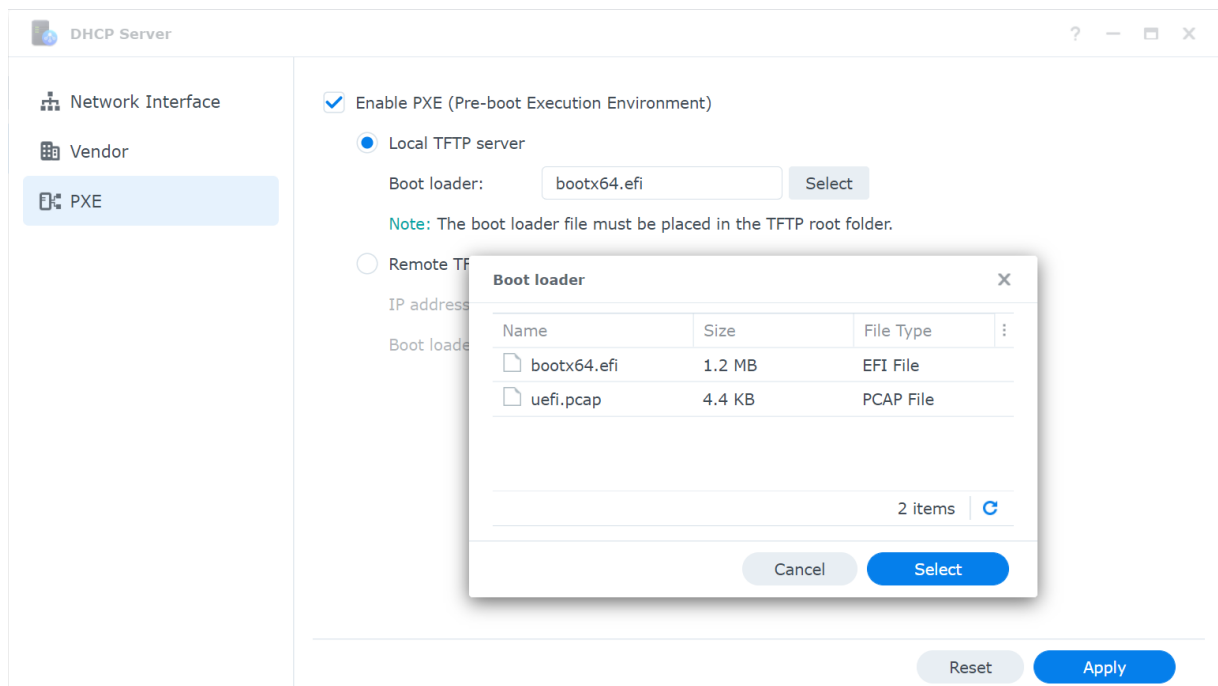 DHCP Server
?
Network Interface
Vendor
PXE
Enable PXE (Pre-boot Execution Environment)
Local TFTP server
Boot loader: bootx64.efi Select
Note: The boot loader file must be placed in the TFTP root folder.
Remote TF
IP address
Boot loade
Boot loader
Name Size File Type
bootx64.efi 1.2 MB EFI File
uefi.pcap 4.4 KB PCAP File
2 items
Cancel Select
Reset Apply